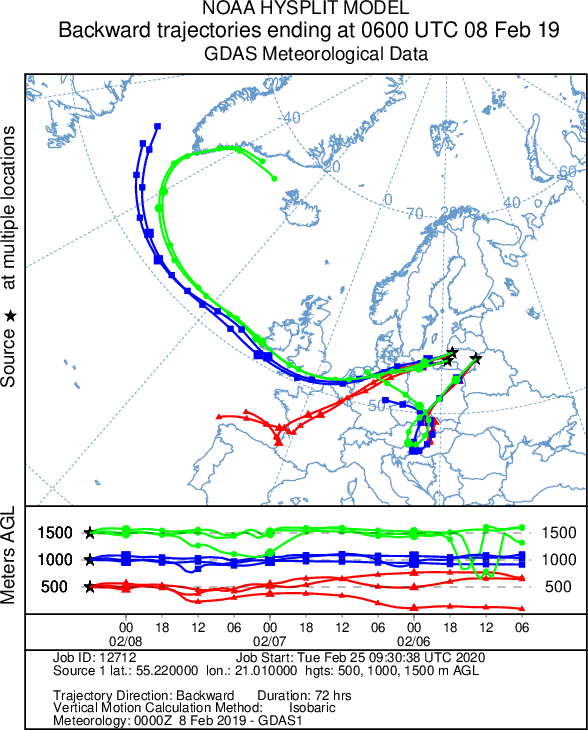 NOAA HYSPLIT MODEL
Backward trajectories ending at 0600 UTC 08 Feb 19
GDAS Meteorological Data
Source ★ at multiple locations
-40
-20
0
70
20
40
60
50
Meters AGL
1500 1500
1000 1000
500 500
00 18 12 06 00 18 12 06 00 18 12 06
02/08 02/07 02/06
Job ID: 12712 Job Start: Tue Feb 25 09:30:38 UTC 2020
Source 1 lat.: 55.220000 lon.: 21.010000 hgts: 500, 1000, 1500 m AGL
Trajectory Direction: Backward Duration: 72 hrs
Vertical Motion Calculation Method: Isobaric
Meteorology: 0000Z 8 Feb 2019 - GDAS1